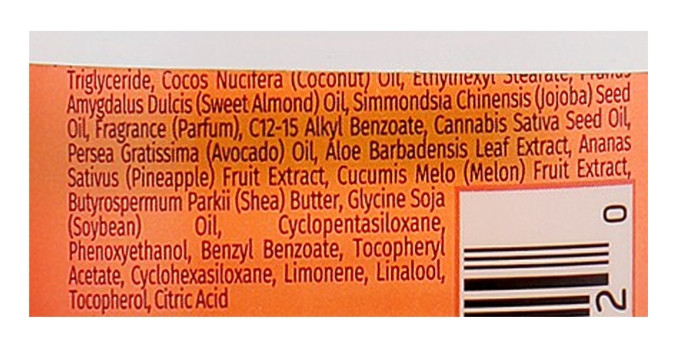 Triglyceride, Cocos Nucifera (Coconut) Oil, Ethylhexyl Stearate, Prunus
Amygdalus Dulcis (Sweet Almond) Oil, Simmondsia Chinensis (Jojoba) Seed
Oil, Fragrance (Parfum), C12-15 Alkyl Benzoate, Cannabis Sativa Seed Oil,
Persea Gratissima (Avocado) Oil, Aloe Barbadensis Leaf Extract, Ananas
Sativus (Pineapple) Fruit Extract, Cucumis Melo (Melon) Fruit Extract,
Butyrospermum Parkii (Shea) Butter, Glycine Soja
(Soybean) Oil, Cyclopentasiloxane,
Phenoxyethanol, Benzyl Benzoate, Tocopheryl
Acetate, Cyclohexasiloxane, Limonene, Linalool,
Tocopherol, Citric Acid
0
2